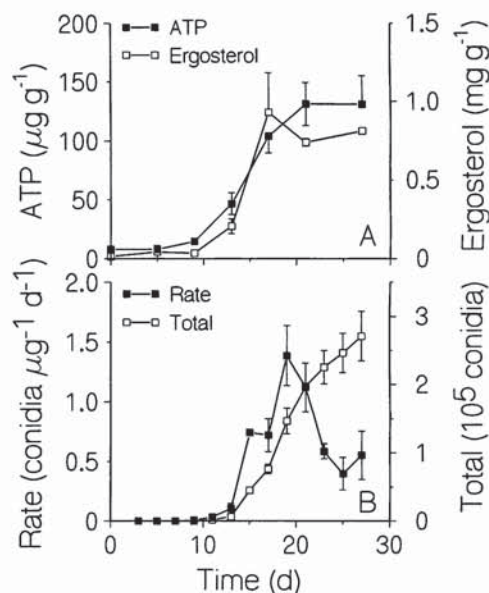 ATP
Ergosterol
200
150
100
50
0
ATP (µg g⁻¹)
1.5
1.0
0.5
0
Ergosterol (mg g⁻¹)
A
Rate
Total
2.0
1.5
1.0
0.5
0
Rate (conidia µg⁻¹ d⁻¹)
3
2
1
0
Total (10⁵ conidia)
B
0 10 20 30
Time (d)